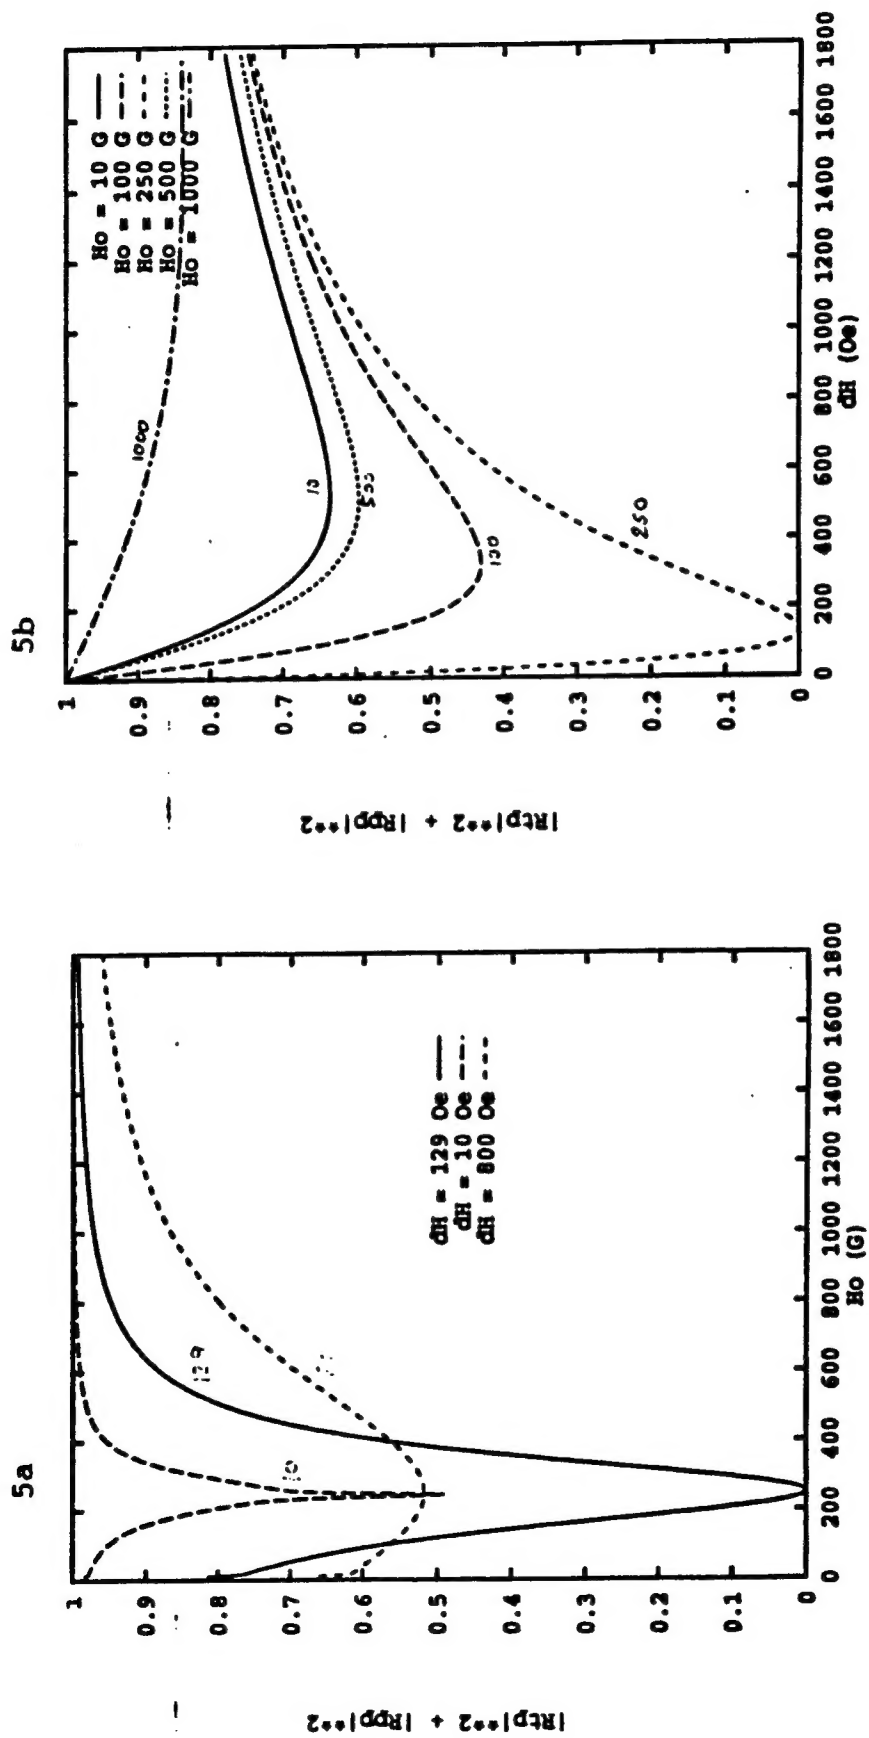 5a
|Rtp|**2 + |Rpp|**2
1
0.9
0.8
0.7
0.6
0.5
0.4
0.3
0.2
0.1
0
0 200 400 600 800 1000 1200 1400 1600 1800
Ho (G)
dH = 129 Oe
dH = 10 Oe
dH = 800 Oe
129
10
5b
|Rtp|**2 + |Rpp|**2
1
0.9
0.8
0.7
0.6
0.5
0.4
0.3
0.2
0.1
0
0 200 400 600 800 1000 1200 1400 1600 1800
dH (Oe)
Ho = 10 G
Ho = 100 G
Ho = 250 G
Ho = 500 G
Ho = 1000 G
1000
10
500
100
250